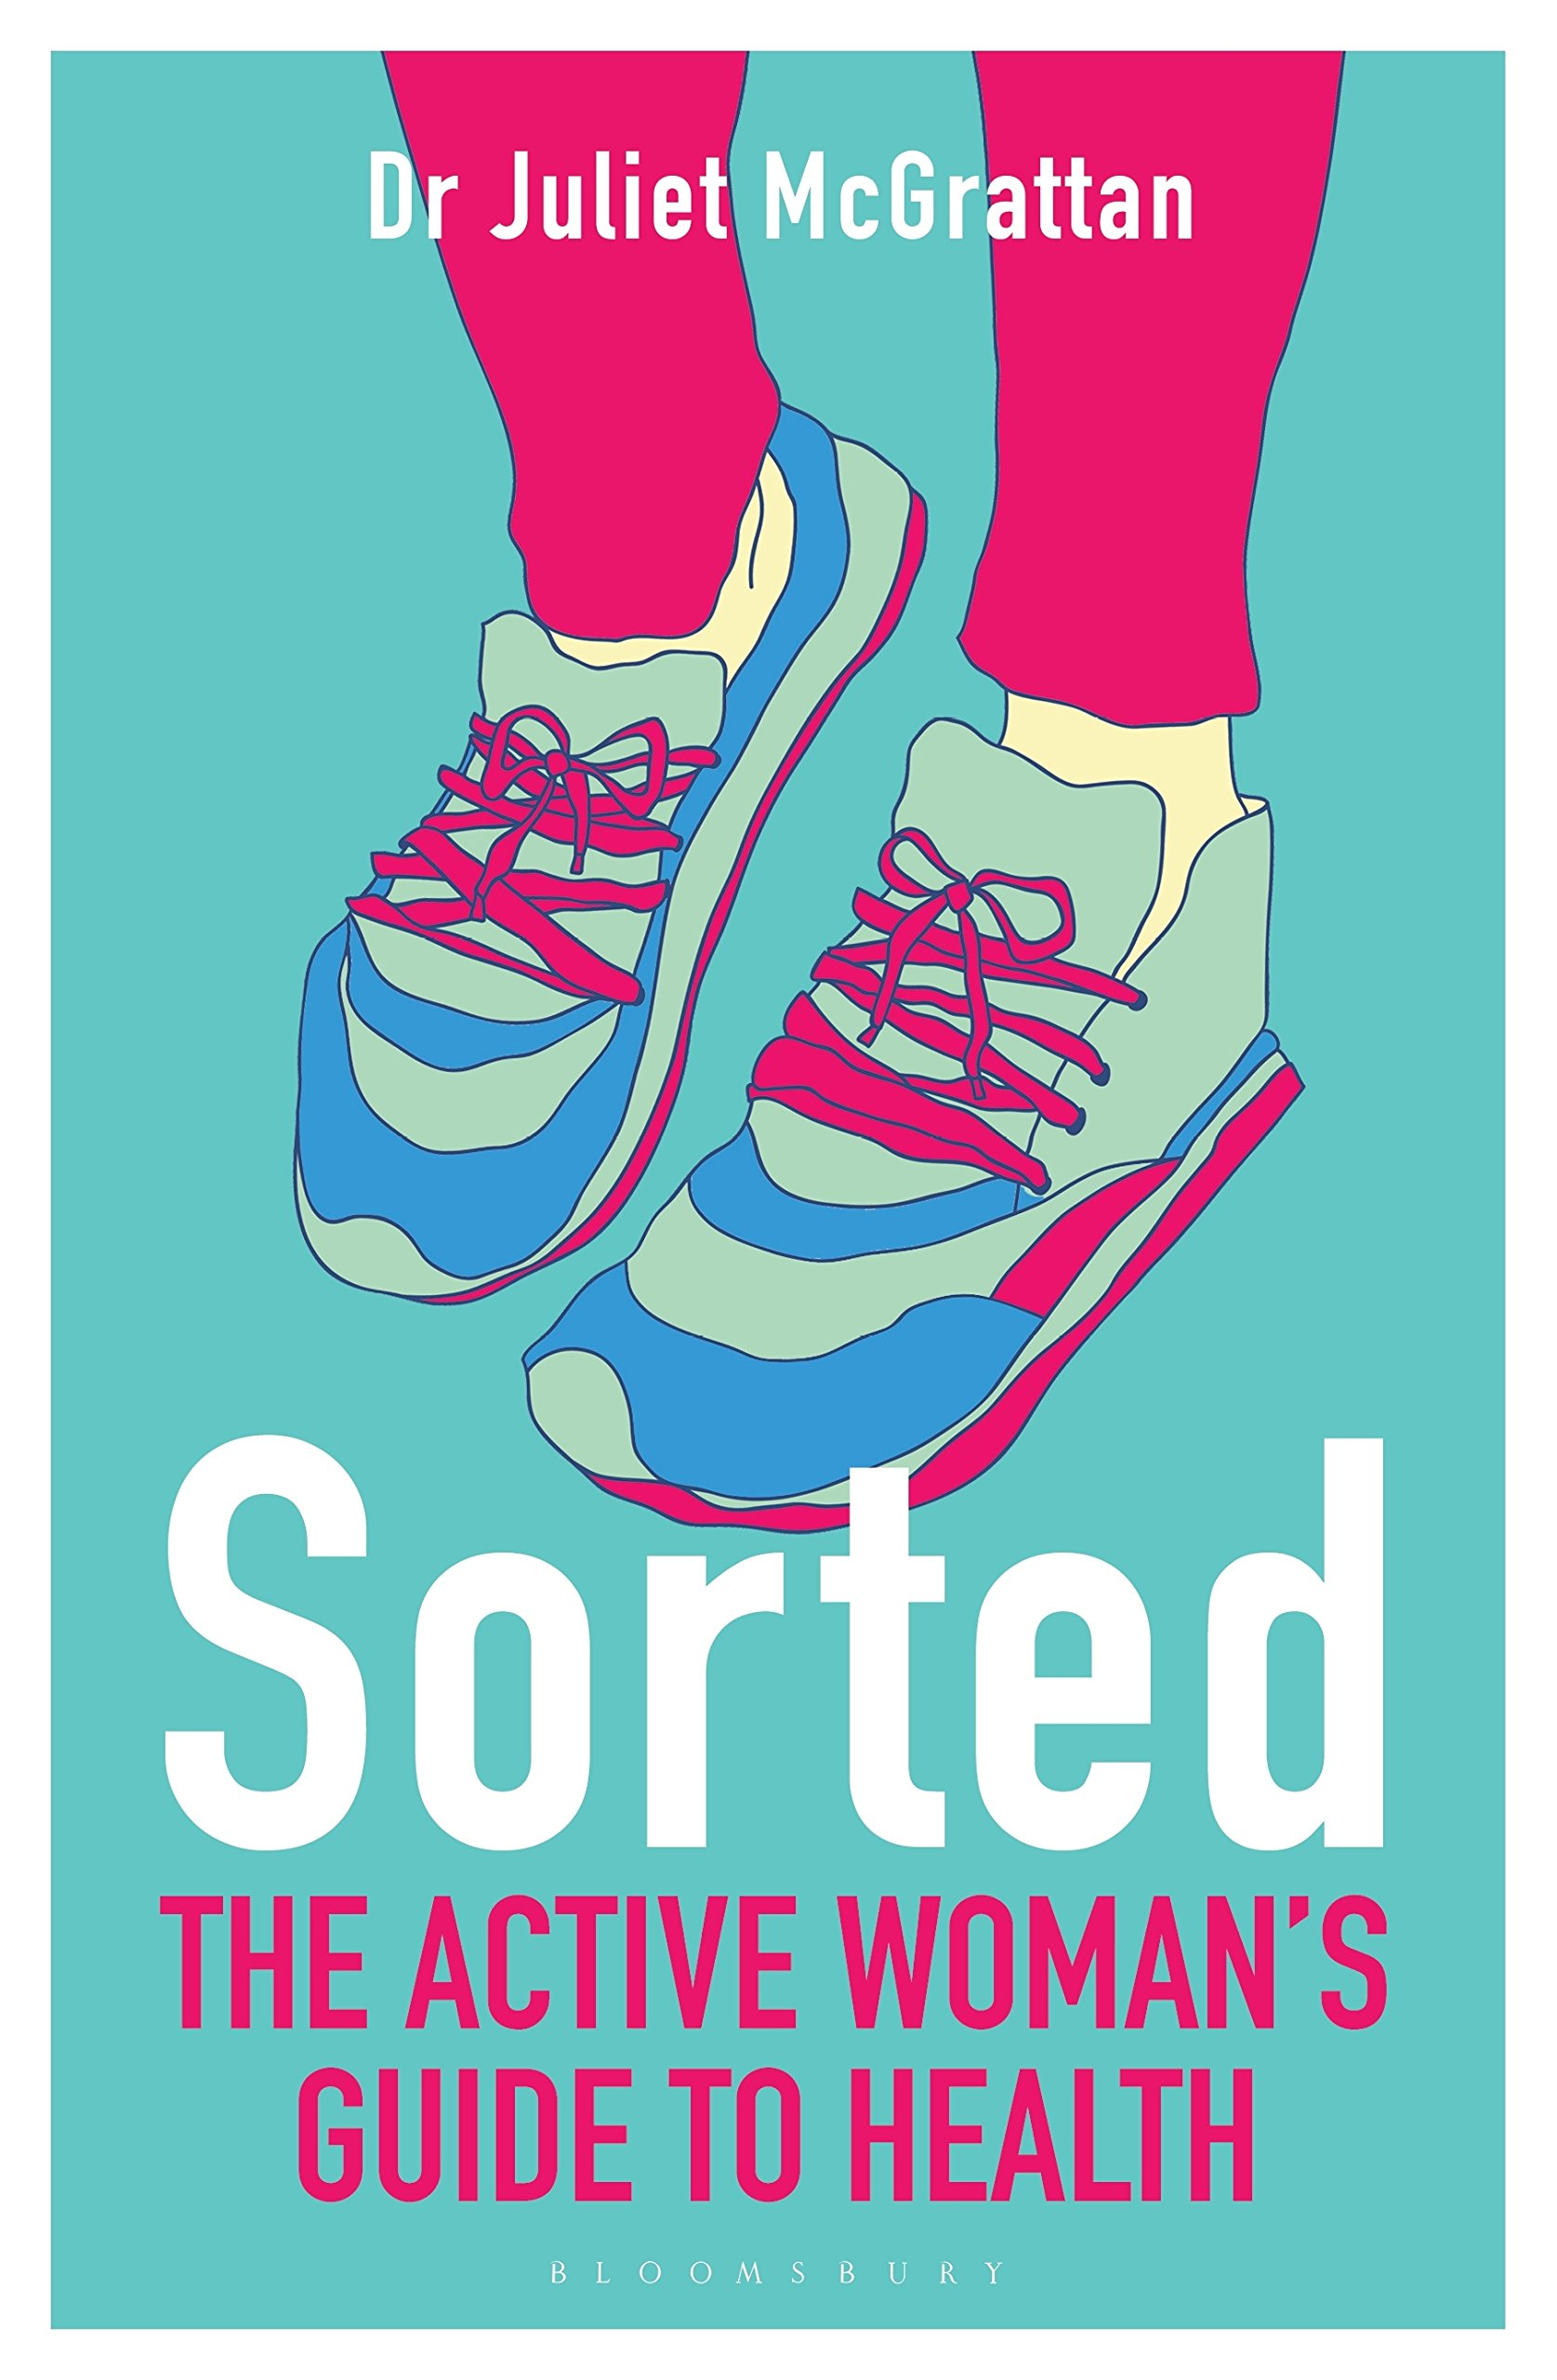 Dr Juliet McGrattan
Sorted
THE ACTIVE WOMAN'S
GUIDE TO HEALTH
BLOOMSBURY